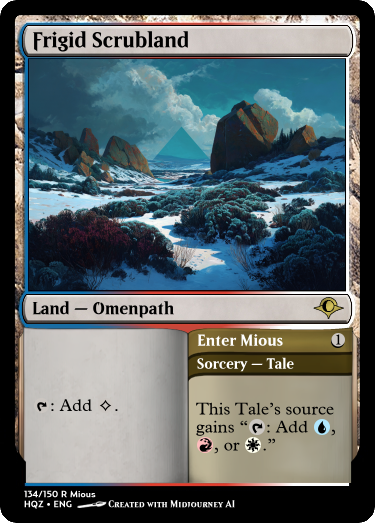 Frigid Scrubland
Land — Omenpath
Enter Mious 1
Sorcery — Tale
: Add .
This Tale's source
gains “: Add ,
, or .”
134/150 R Mious
HQZ • ENG Created with Midjourney AI